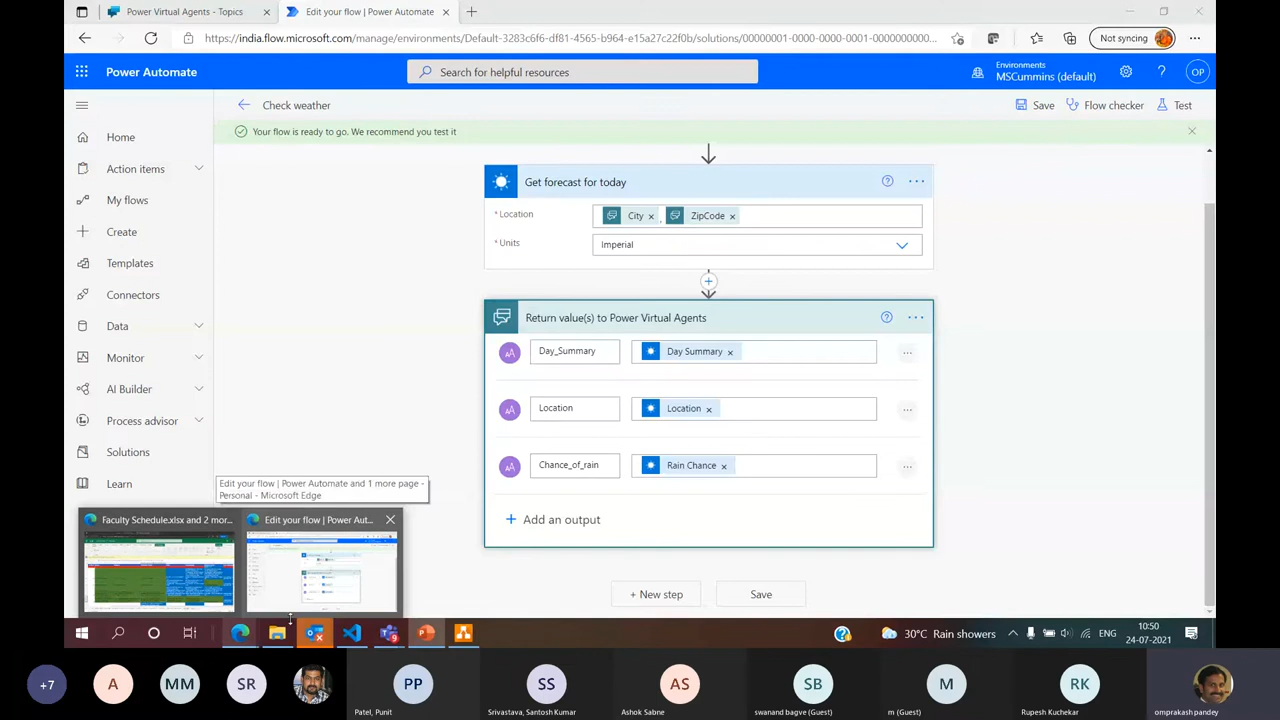 Power Virtual Agents - Topics
Edit your flow | Power Automate
https://india.flow.microsoft.com/manage/environments/Default-3283c6f6-df81-4565-b964-e15a27c22f0b/solutions/00000001-0000-0000-0001-0000000000...
Not syncing
Power Automate
Search for helpful resources
Environments
MSCummins (default)
OP
Check weather
Save
Flow checker
Test
Your flow is ready to go. We recommend you test it
Home
Action items
My flows
Create
Templates
Connectors
Data
Monitor
AI Builder
Process advisor
Solutions
Learn
Get forecast for today
* Location
City
,
ZipCode
* Units
Imperial
Return value(s) to Power Virtual Agents
Day_Summary
Day Summary
Location
Location
Chance_of_rain
Rain Chance
Add an output
+ New step
Save
Edit your flow | Power Automate and 1 more page -
Personal - Microsoft Edge
Faculty Schedule.xlsx and 2 mor...
Edit your flow | Power Aut...
30°C Rain showers
ENG
10:50
24-07-2021
+7
A
MM
SR
PP
Patel, Punit
SS
Srivastava, Santosh Kumar
AS
Ashok Sabne
SB
swanand bagve (Guest)
M
m (Guest)
RK
Rupesh Kuchekar
omprakash pandey